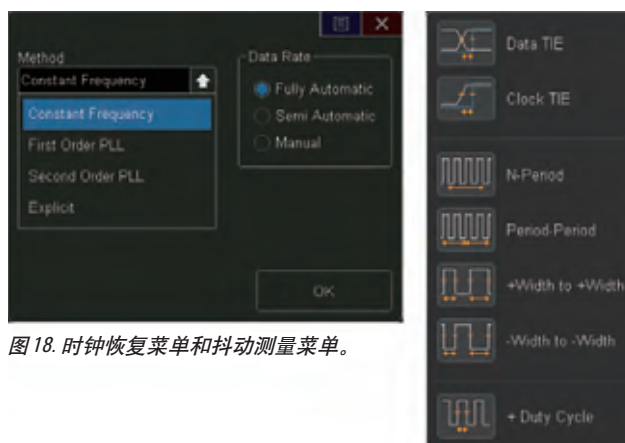 Method
Constant Frequency
Constant Frequency
First Order PLL
Second Order PLL
Explicit
Data Rate
Fully Automatic
Semi Automatic
Manual
OK
图 18. 时钟恢复菜单和抖动测量菜单。
Data TIE
Clock TIE
N-Period
Period-Period
+Width to +Width
-Width to -Width
+ Duty Cycle